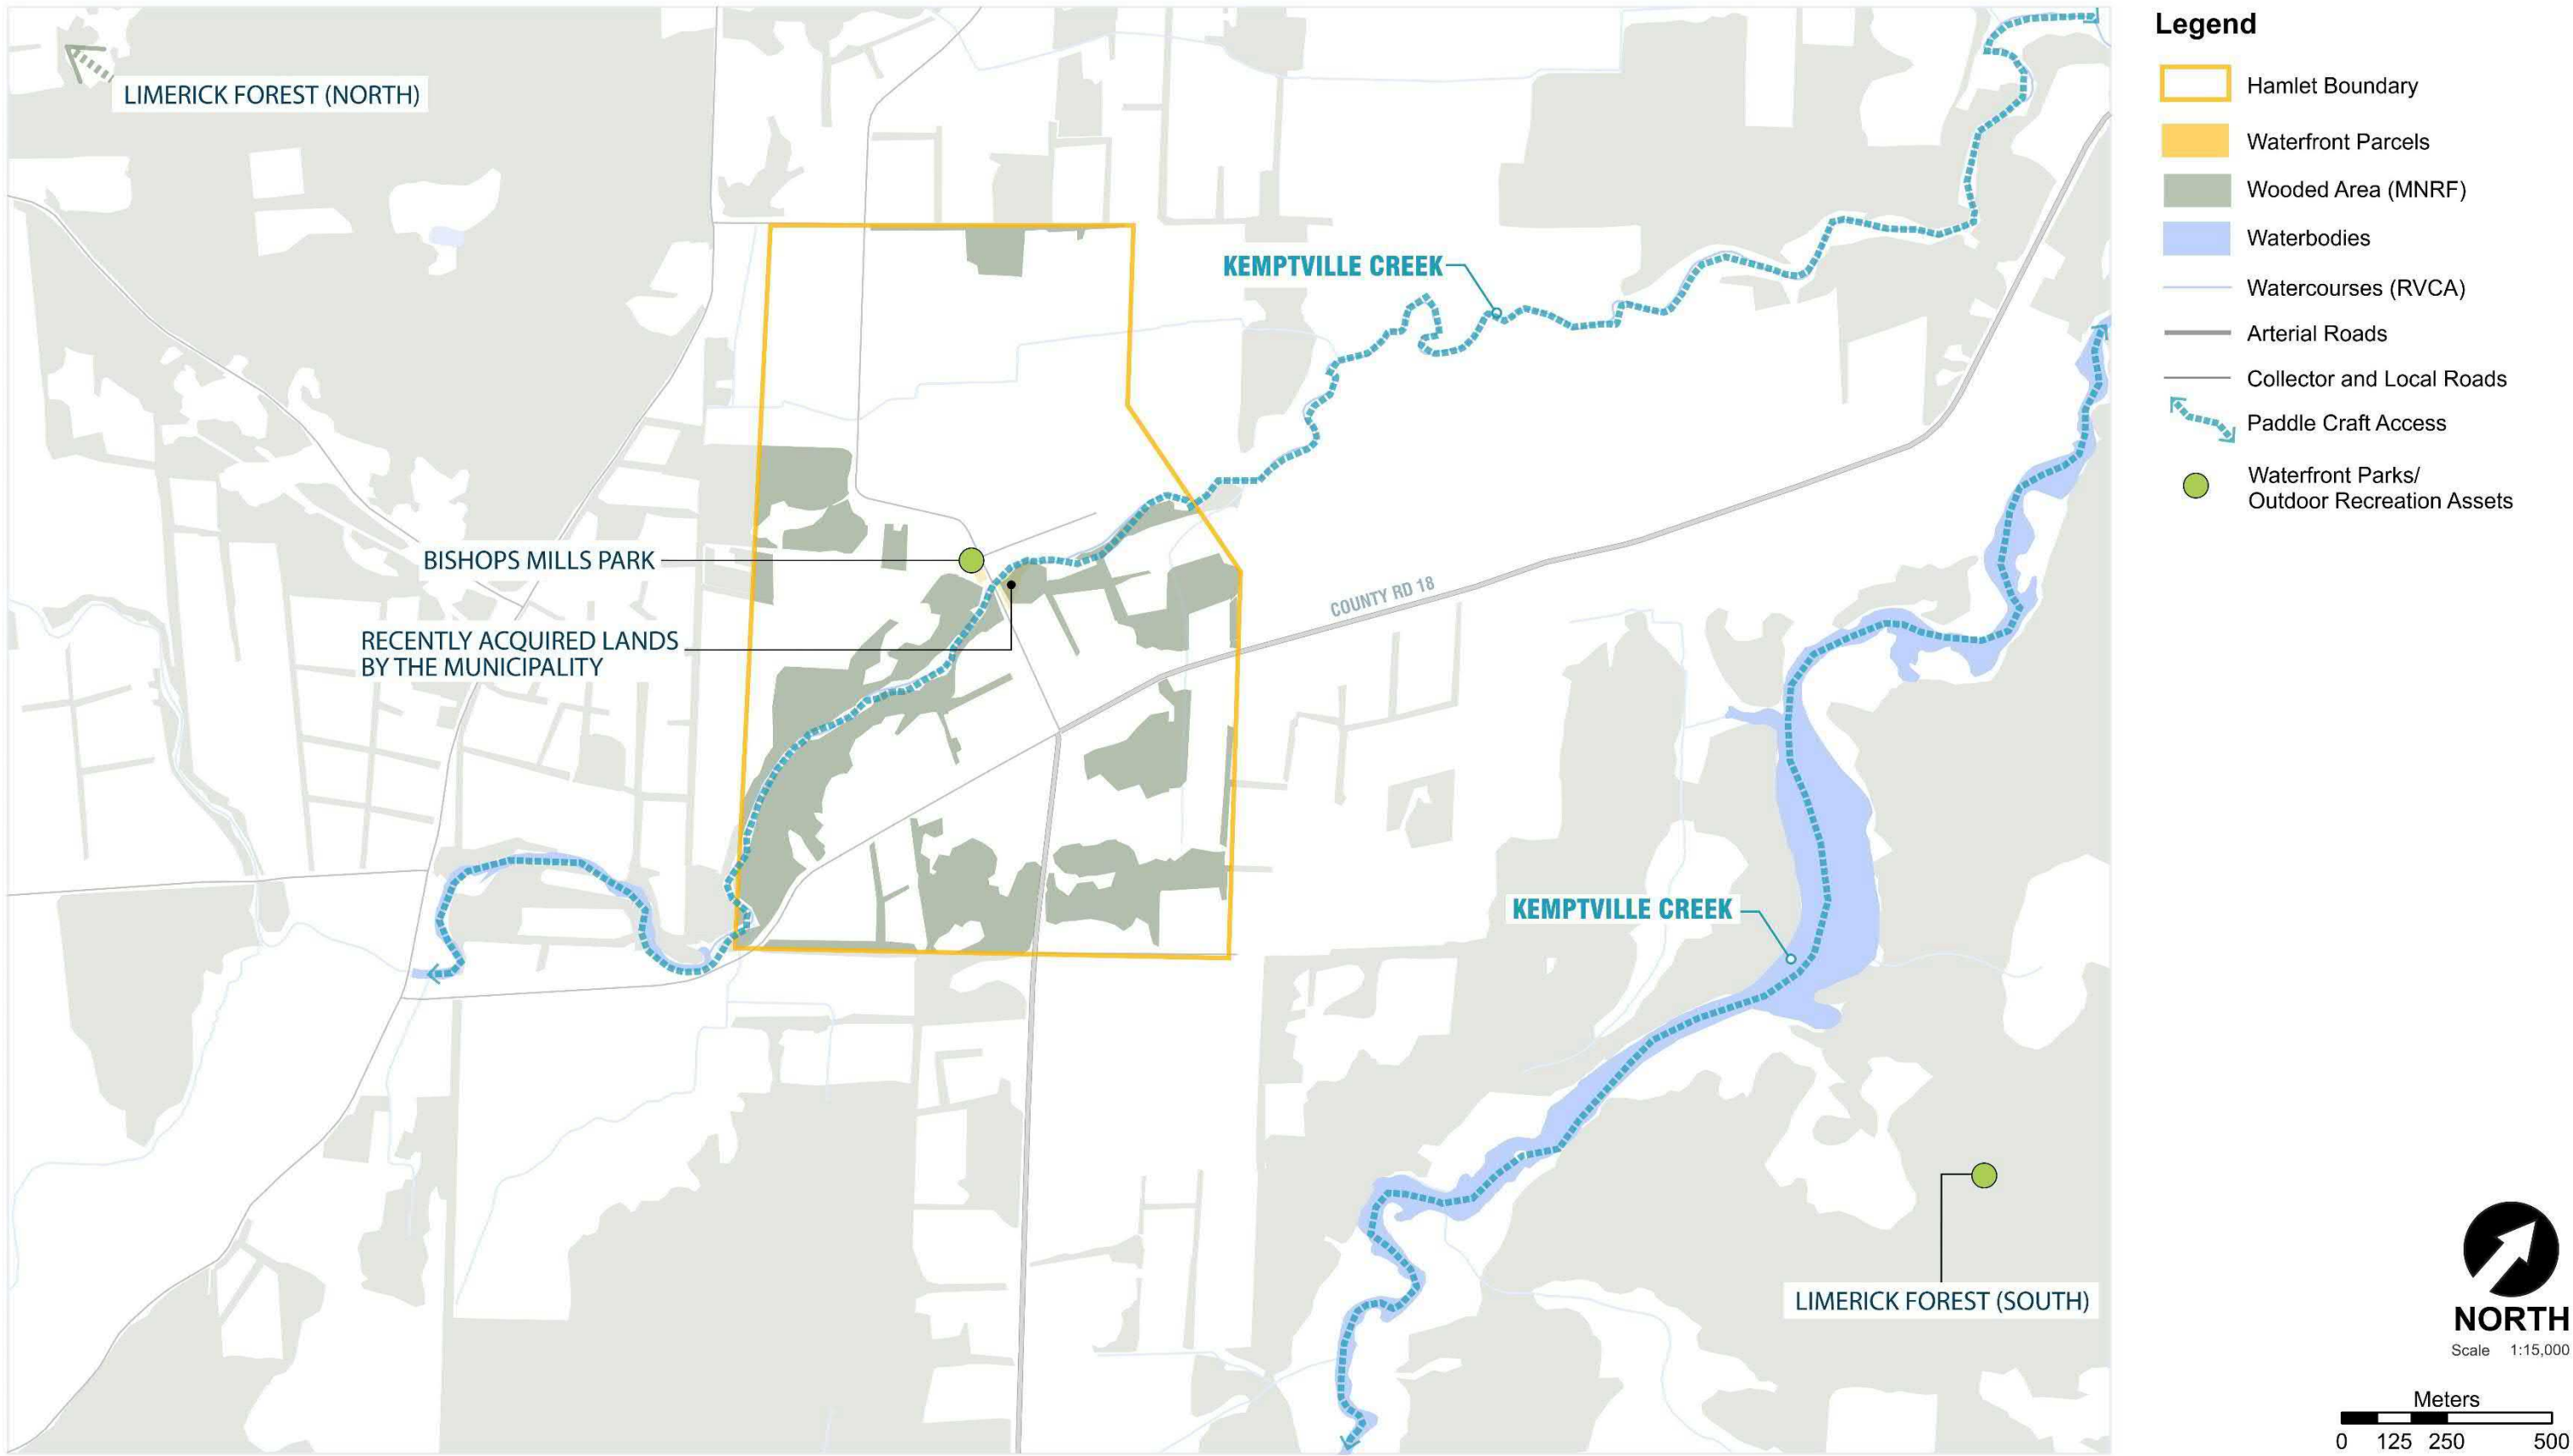 LIMERICK FOREST (NORTH)
KEMPTVILLE CREEK
BISHOPS MILLS PARK
RECENTLY ACQUIRED LANDS
BY THE MUNICIPALITY
COUNTY RD 18
KEMPTVILLE CREEK
LIMERICK FOREST (SOUTH)
Legend
Hamlet Boundary
Waterfront Parcels
Wooded Area (MNRF)
Waterbodies
Watercourses (RVCA)
Arterial Roads
Collector and Local Roads
Paddle Craft Access
Waterfront Parks/
Outdoor Recreation Assets
NORTH
Scale 1:15,000
Meters
0 125 250 500